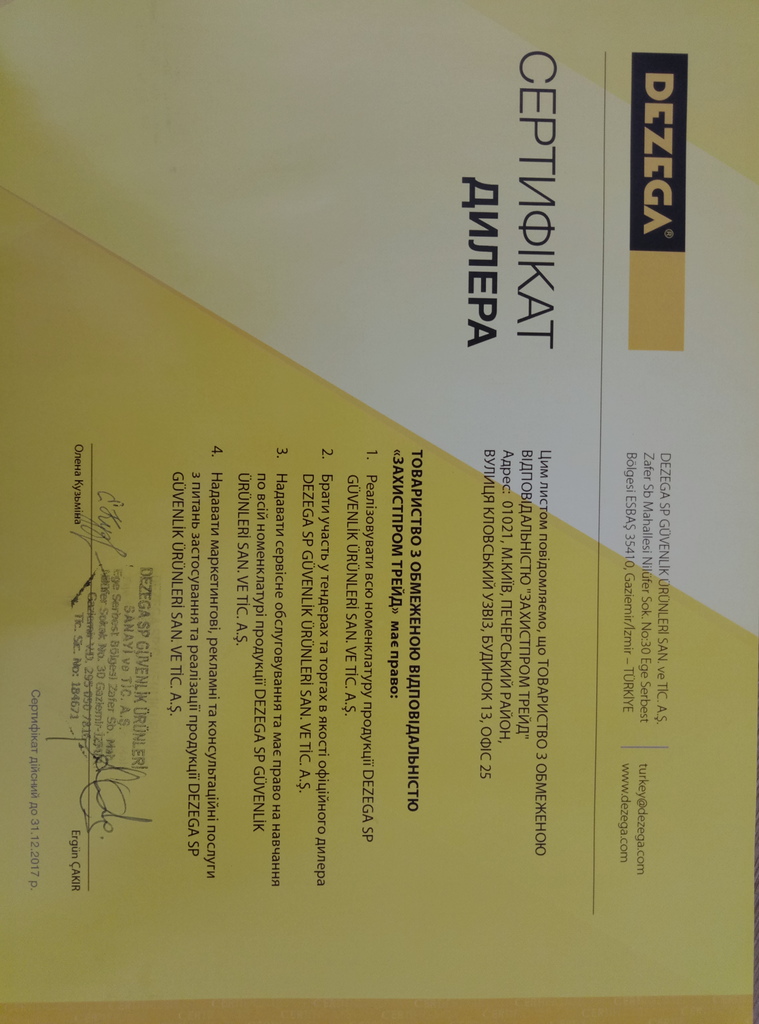 DEZEGA®
DEZEGA SP GÜVENLİK ÜRÜNLERİ SAN. ve TİC. A.Ş.
Zafer Sb Mahallesi Nilüfer Sok. No:30 Ege Serbest
Bölgesi ESBAŞ 35410, Gaziemir/İzmir – TÜRKİYE
turkey@dezega.com
www.dezega.com
СЕРТИФІКАТ
ДИЛЕРА
Цим листом повідомляємо, що ТОВАРИСТВО З ОБМЕЖЕНОЮ
ВІДПОВІДАЛЬНІСТЮ "ЗАХИСТПРОМ ТРЕЙД"
Адрес: 01021, М.КИЇВ, ПЕЧЕРСЬКИЙ РАЙОН,
ВУЛИЦЯ КЛОВСЬКИЙ УЗВІЗ, БУДИНОК 13, ОФІС 25
ТОВАРИСТВО З ОБМЕЖЕНОЮ ВІДПОВІДАЛЬНІСТЮ
«ЗАХИСТПРОМ ТРЕЙД» має право:
1. Реалізовувати всю номенклатуру продукції DEZEGA SP
GÜVENLİK ÜRÜNLERİ SAN. VE TİC. A.Ş.
2. Брати участь у тендерах та торгах в якості офіційного дилера
DEZEGA SP GÜVENLİK ÜRÜNLERİ SAN. VE TİC. A.Ş.
3. Надавати сервісне обслуговування та має право на навчання
по всій номенклатурі продукції DEZEGA SP GÜVENLİK
ÜRÜNLERİ SAN. VE TİC. A.Ş.
4. Надавати маркетингові, рекламні та консультаційні послуги
з питань застосування та реалізації продукції DEZEGA SP
GÜVENLİK ÜRÜNLERİ SAN. VE TİC. A.Ş.
DEZEGA SP GÜVENLİK ÜRÜNLERİ
SANAYİ ve TİC. A.Ş.
Ege Serbest Bölgesi Zafer Sb. Mah.
Nilüfer Sokak No. 30 Gaziemir-İZMİR
Gaziemir V.D. 295 050
Tic. Sic. No: 184671
Олена Кузьміна
Ergün ÇAKIR
Сертифікат дійсний до 31.12.2017 р.